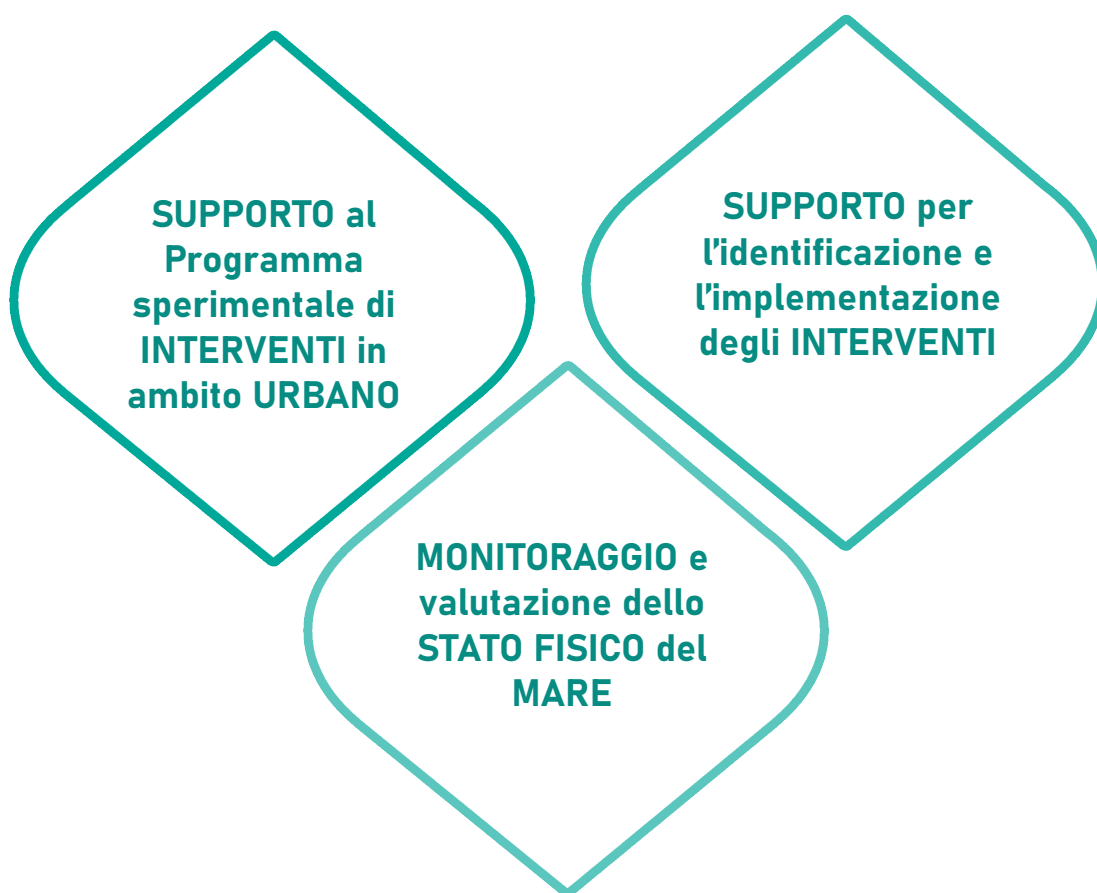 SUPPORTO al
Programma
sperimentale di
INTERVENTI in
ambito URBANO
SUPPORTO per
l’identificazione e
l’implementazione
degli INTERVENTI
MONITORAGGIO e
valutazione dello
STATO FISICO del
MARE